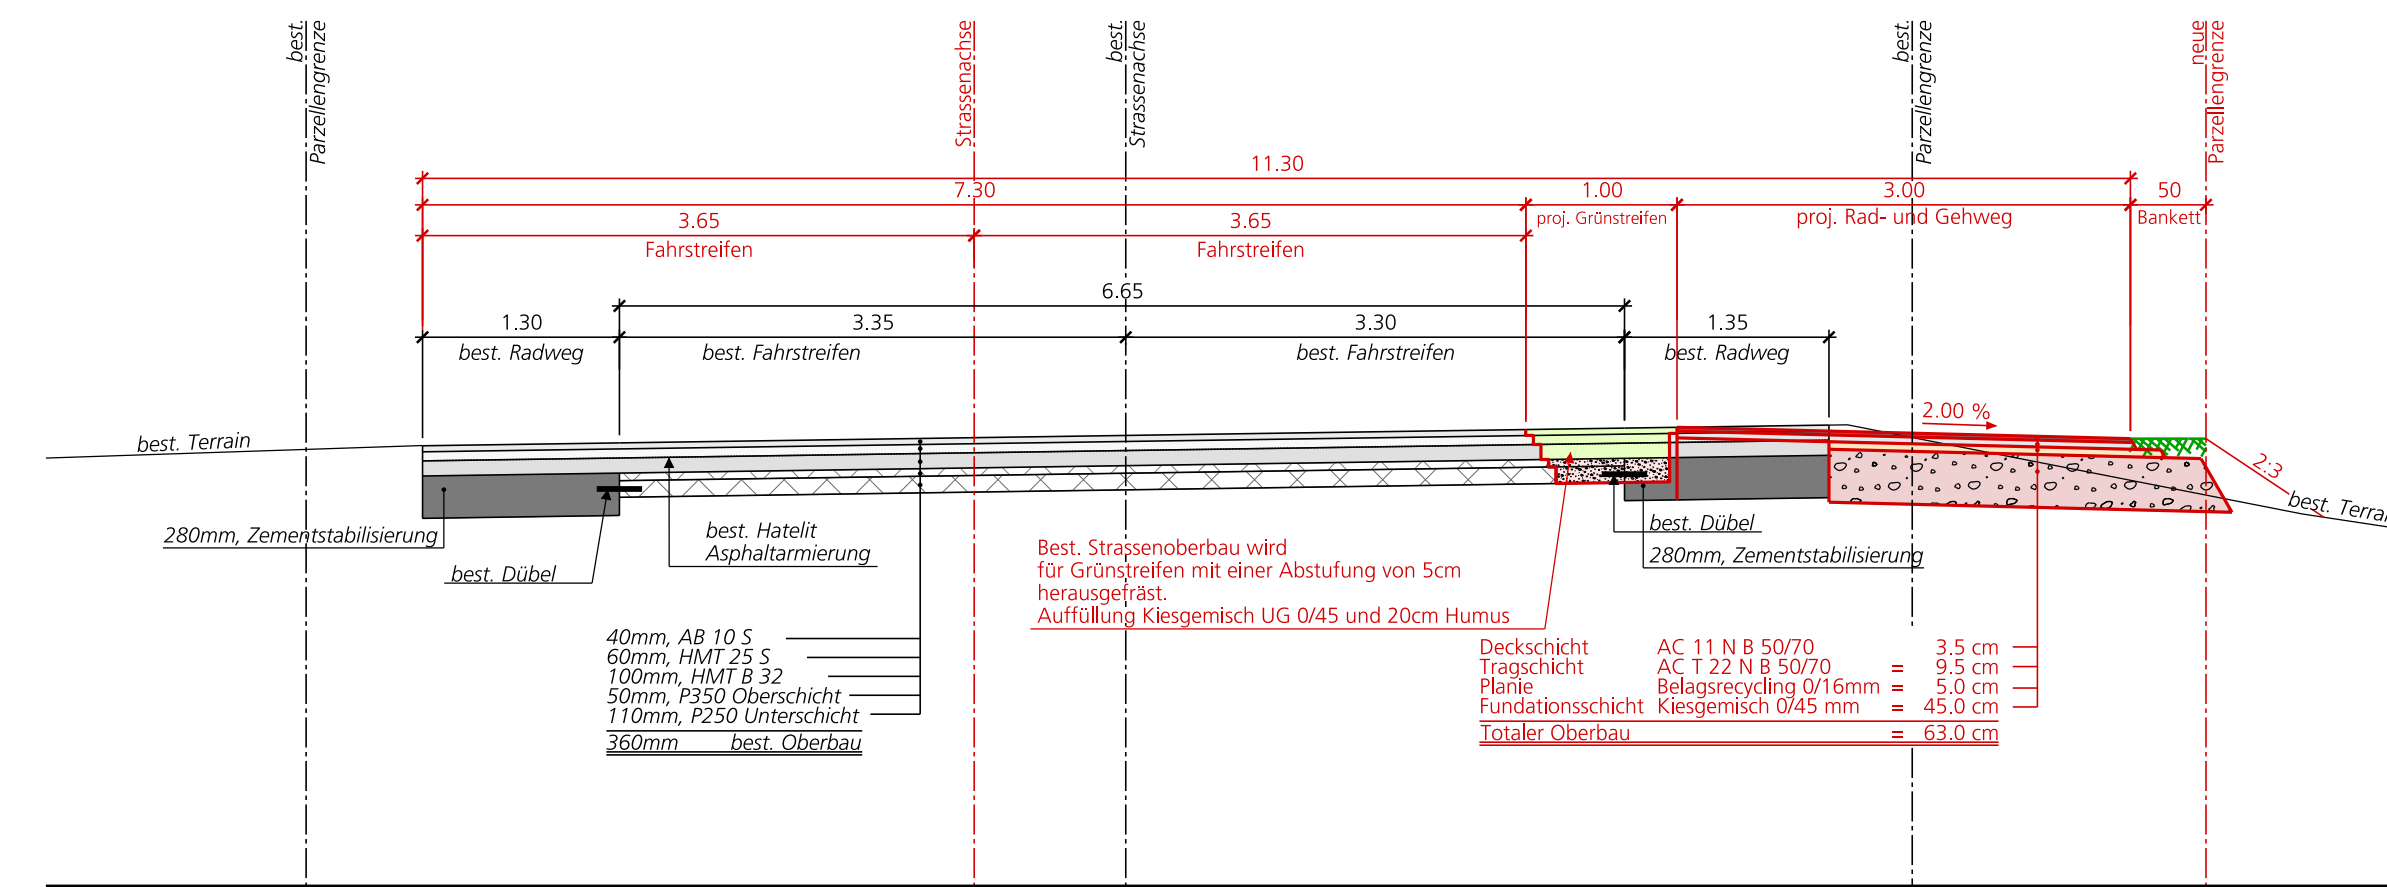 best.
Parzellengrenze
Strassenachse
best.
Strassenachse
best.
Parzellengrenze
neue
Parzellengrenze
11.30
7.30
1.00
3.00
50
3.65
3.65
proj. Grünstreifen
proj. Rad- und Gehweg
Bankett
Fahrstreifen
Fahrstreifen
6.65
1.30
3.35
3.30
1.35
best. Radweg
best. Fahrstreifen
best. Fahrstreifen
best. Radweg
2.00 %
best. Terrain
2:3
best. Terrai
280mm, Zementstabilisierung
best. Dübel
best. Hatelit
Asphaltarmierung
best. Dübel
280mm, Zementstabilisierung
Best. Strassenoberbau wird
für Grünstreifen mit einer Abstufung von 5cm
herausgefräst.
Auffüllung Kiesgemisch UG 0/45 und 20cm Humus
40mm, AB 10 S
60mm, HMT 25 S
100mm, HMT B 32
50mm, P350 Oberschicht
110mm, P250 Unterschicht
360mm best. Oberbau
Deckschicht AC 11 N B 50/70 3.5 cm
Tragschicht AC T 22 N B 50/70 = 9.5 cm
Planie Belagsrecycling 0/16mm = 5.0 cm
Fundationsschicht Kiesgemisch 0/45 mm = 45.0 cm
Totaler Oberbau = 63.0 cm